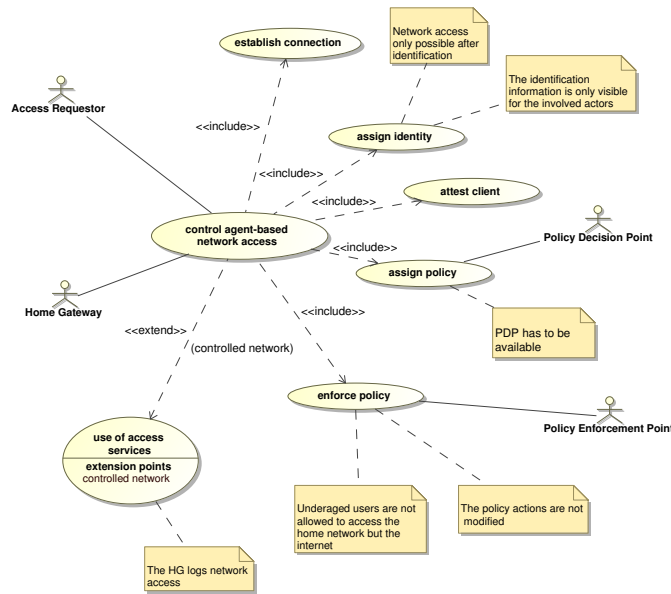 establish connection
Network access
only possible after
identification
The identification
information is only visible
for the involved actors
Access Requestor
<<include>>
assign identity
<<include>>
attest client
<<include>>
control agent-based
network access
<<include>>
Policy Decision Point
assign policy
Home Gateway
<<extend>>
<<include>>
(controlled network)
PDP has to be
available
enforce policy
Policy Enforcement Point
use of access
services
extension points
controlled network
Underaged users are not
allowed to access the
home network but the
internet
The policy actions are not
modified
The HG logs network
access